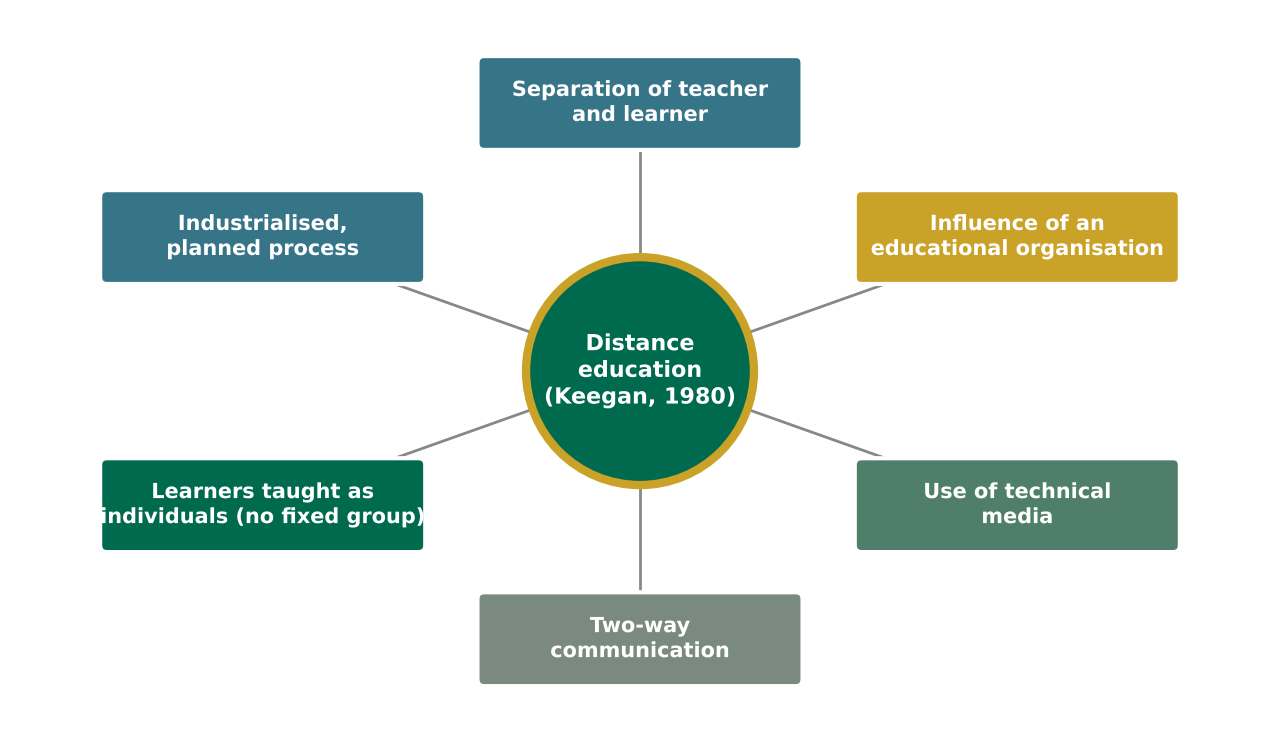 Separation of teacher
and learner
Industrialised,
planned process
Influence of an
educational organisation
Distance
education
(Keegan, 1980)
Learners taught as
individuals (no fixed group)
Use of technical
media
Two-way
communication